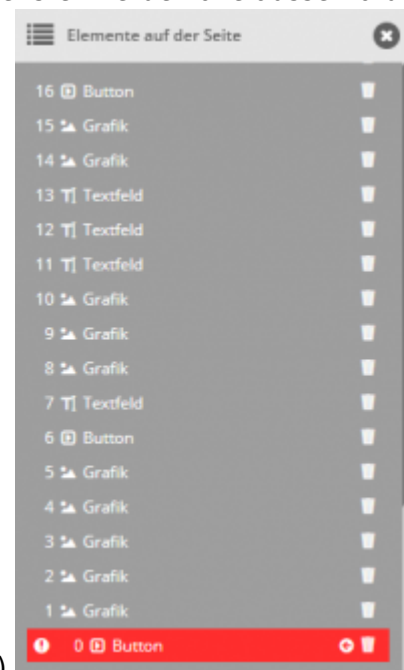 Elemente auf der Seite
16 Button
15 Grafik
14 Grafik
13 Textfeld
12 Textfeld
11 Textfeld
10 Grafik
9 Grafik
8 Grafik
7 Textfeld
6 Button
5 Grafik
4 Grafik
3 Grafik
2 Grafik
1 Grafik
0 Button
)